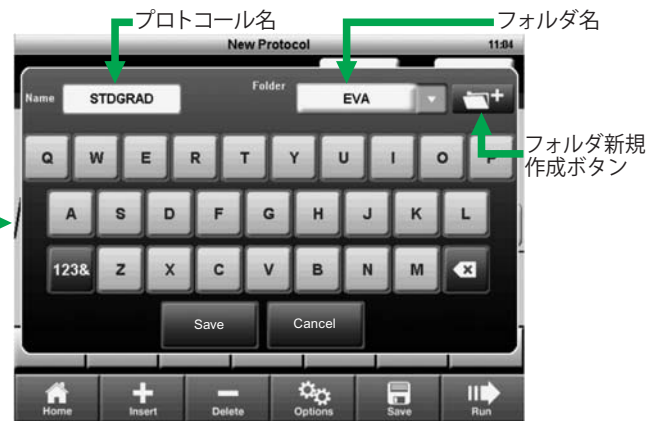 プロトコール名
フォルダ名
New Protocol
11:04
Name
STDGRAD
Folder
EVA
フォルダ新規
作成ボタン
Q W E R T Y U I O P
A S D F G H J K L
123& Z X C V B N M
Save
Cancel
Home
Insert
Delete
Options
Save
Run